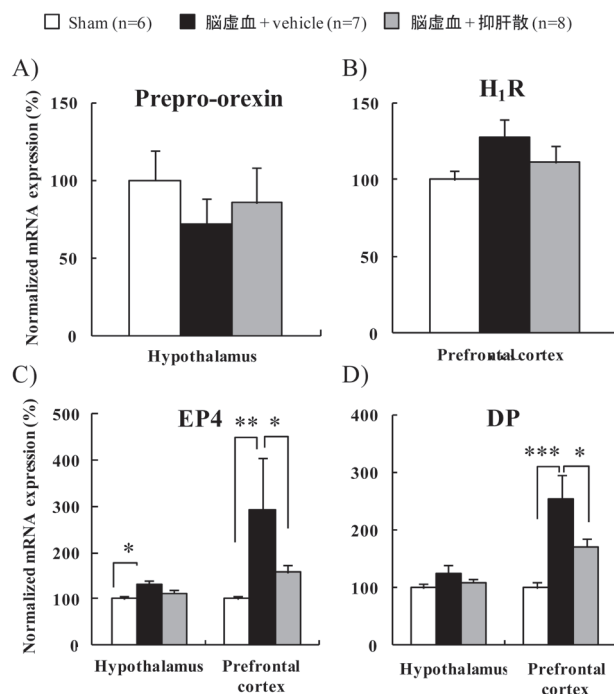 Sham (n=6) 脳虚血+vehicle (n=7) 脳虚血+抑肝散 (n=8)
A)
Prepro-orexin
Normalized mRNA expression (%)
150
100
50
0
Hypothalamus
B)
H₁R
150
100
50
0
Prefrontal cortex
C)
EP4
Normalized mRNA expression (%)
500
400
300
200
100
0
*
** *
Hypothalamus Prefrontal
cortex
D)
DP
400
300
200
100
0
*** *
Hypothalamus Prefrontal
cortex